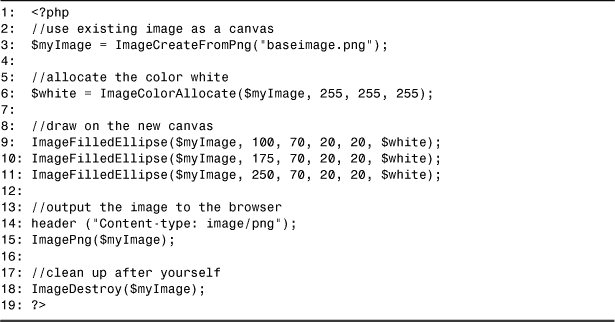 1: <?php
2: //use existing image as a canvas
3: $myImage = ImageCreateFromPng("baseimage.png");
4:
5: //allocate the color white
6: $white = ImageColorAllocate($myImage, 255, 255, 255);
7:
8: //draw on the new canvas
9: ImageFilledEllipse($myImage, 100, 70, 20, 20, $white);
10: ImageFilledEllipse($myImage, 175, 70, 20, 20, $white);
11: ImageFilledEllipse($myImage, 250, 70, 20, 20, $white);
12:
13: //output the image to the browser
14: header ("Content-type: image/png");
15: ImagePng($myImage);
16:
17: //clean up after yourself
18: ImageDestroy($myImage);
19: ?>